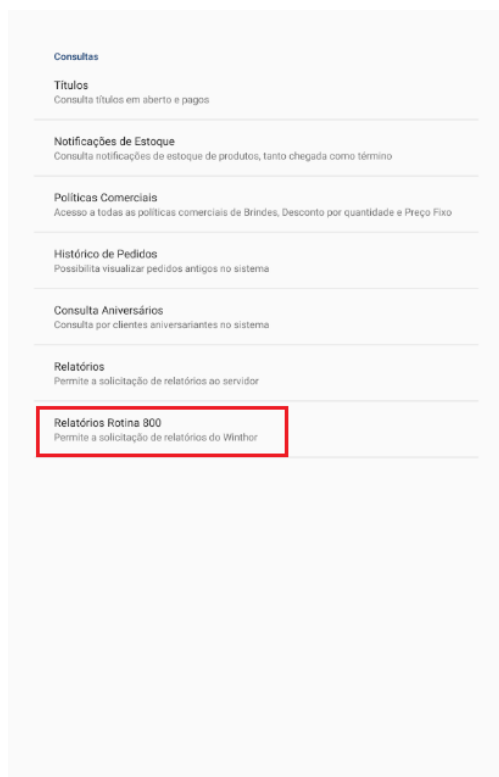 Consultas
Títulos
Consulta títulos em aberto e pagos
Notificações de Estoque
Consulta notificações de estoque de produtos, tanto chegada como término
Políticas Comerciais
Acesso a todas as políticas comerciais de Brindes, Desconto por quantidade e Preço Fixo
Histórico de Pedidos
Possibilita visualizar pedidos antigos no sistema
Consulta Aniversários
Consulta por clientes aniversariantes no sistema
Relatórios
Permite a solicitação de relatórios ao servidor
Relatórios Rotina 800
Permite a solicitação de relatórios do Winthor